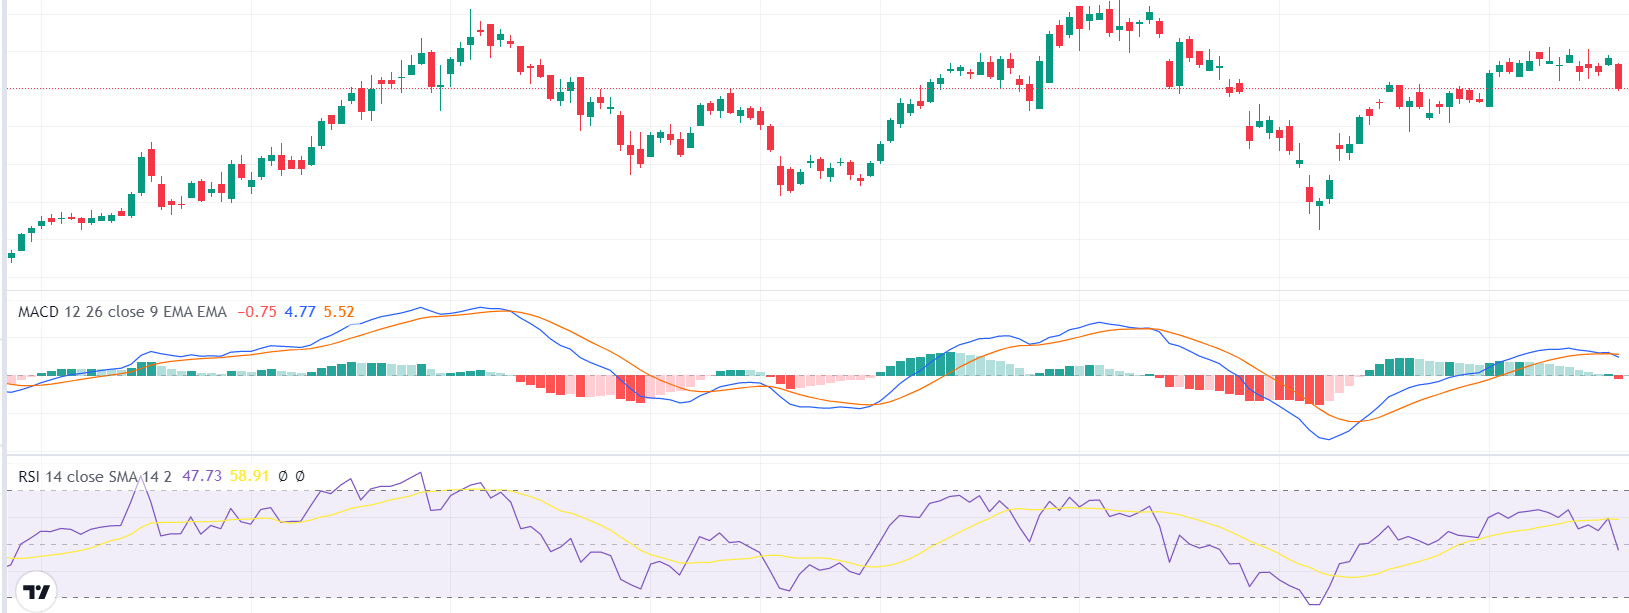 MACD 12 26 close 9 EMA EMA −0.75 4.77 5.52
RSI 14 close SMA 14 2 47.73 58.91 Ø Ø